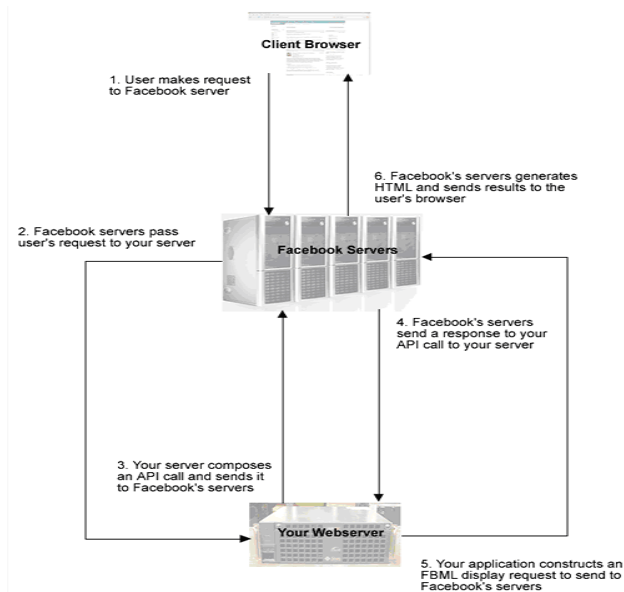 Client Browser
1. User makes request
to Facebook server
6. Facebook's servers generates
HTML and sends results to the
user's browser
2. Facebook servers pass
user's request to your server
Facebook Servers
4. Facebook's servers
send a response to your
API call to your server
3. Your server composes
an API call and sends it
to Facebook's servers
Your Webserver
5. Your application constructs an
FBML display request to send to
Facebook's servers